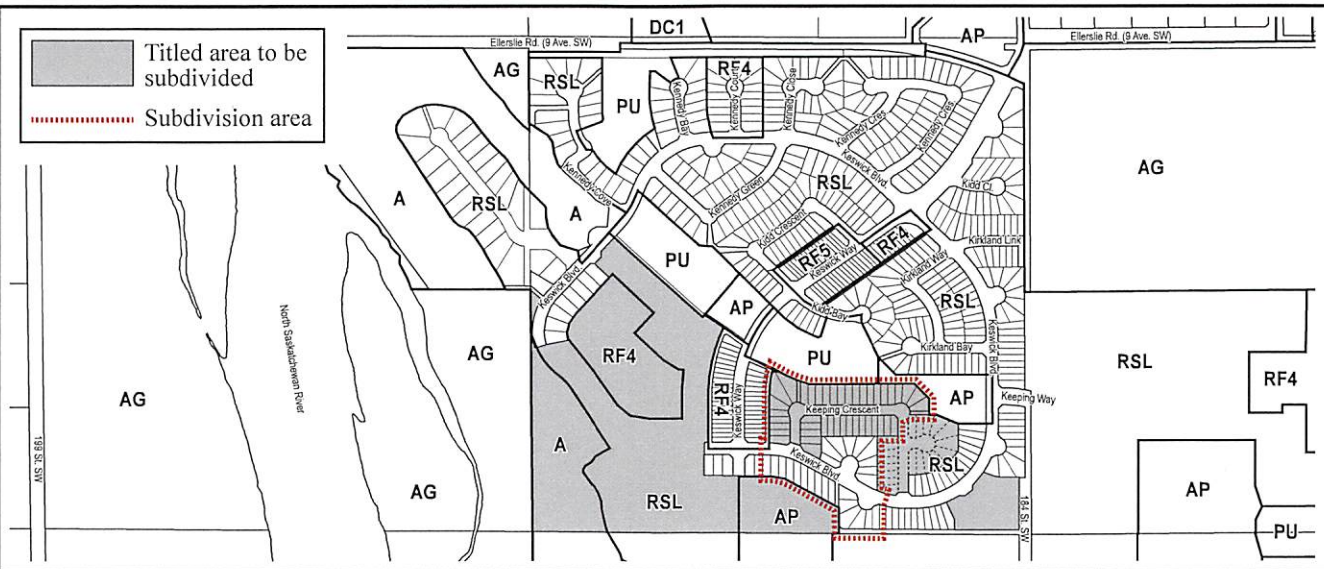 Titled area to be
subdivided
Subdivision area
DC1
AP
Ellerslie Rd. (9 Ave. SW)
Ellerslie Rd. (9 Ave. SW)
AG
RSL
PU
Kennedy Bay
RF4
Kennedy Court
Kennedy Close
Kennedy Cres
Kennedy Cres
Keswick Blvd.
AG
A
RSL
Kennedy Cove
A
Kennedy Green
RSL
Kidd Cl.
Kidd Crescent
RF5
Keswick Way
RF4
Kirkland Link
Kirkland Way
PU
AP
Kidd Bay
RSL
Keswick Blvd.
North Saskatchewan River
AG
AG
RF4
PU
Kirkland Bay
Keswick Blvd
RSL
RF4
RF4
Keswick Way
Keeping Crescent
AP
Keeping Way
199 St. SW
A
AG
RSL
Keswick Blvd.
RSL
AP
184 St. SW
AP
PU